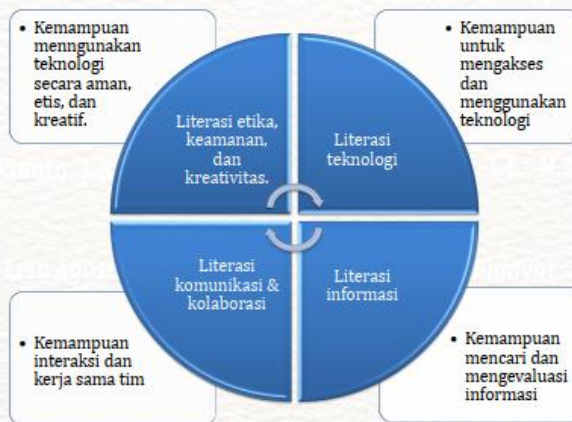 • Kemampuan
menngunakan
teknologi
secara aman,
etis, dan
kreatif.
• Kemampuan
untuk
mengakses
dan
menggunakan
teknologi
Literasi etika,
keamanan,
dan
kreativitas.
Literasi
teknologi
Literasi
komunikasi &
kolaborasi
Literasi
informasi
• Kemampuan
interaksi dan
kerja sama tim
• Kemampuan
mencari dan
mengevaluasi
informasi